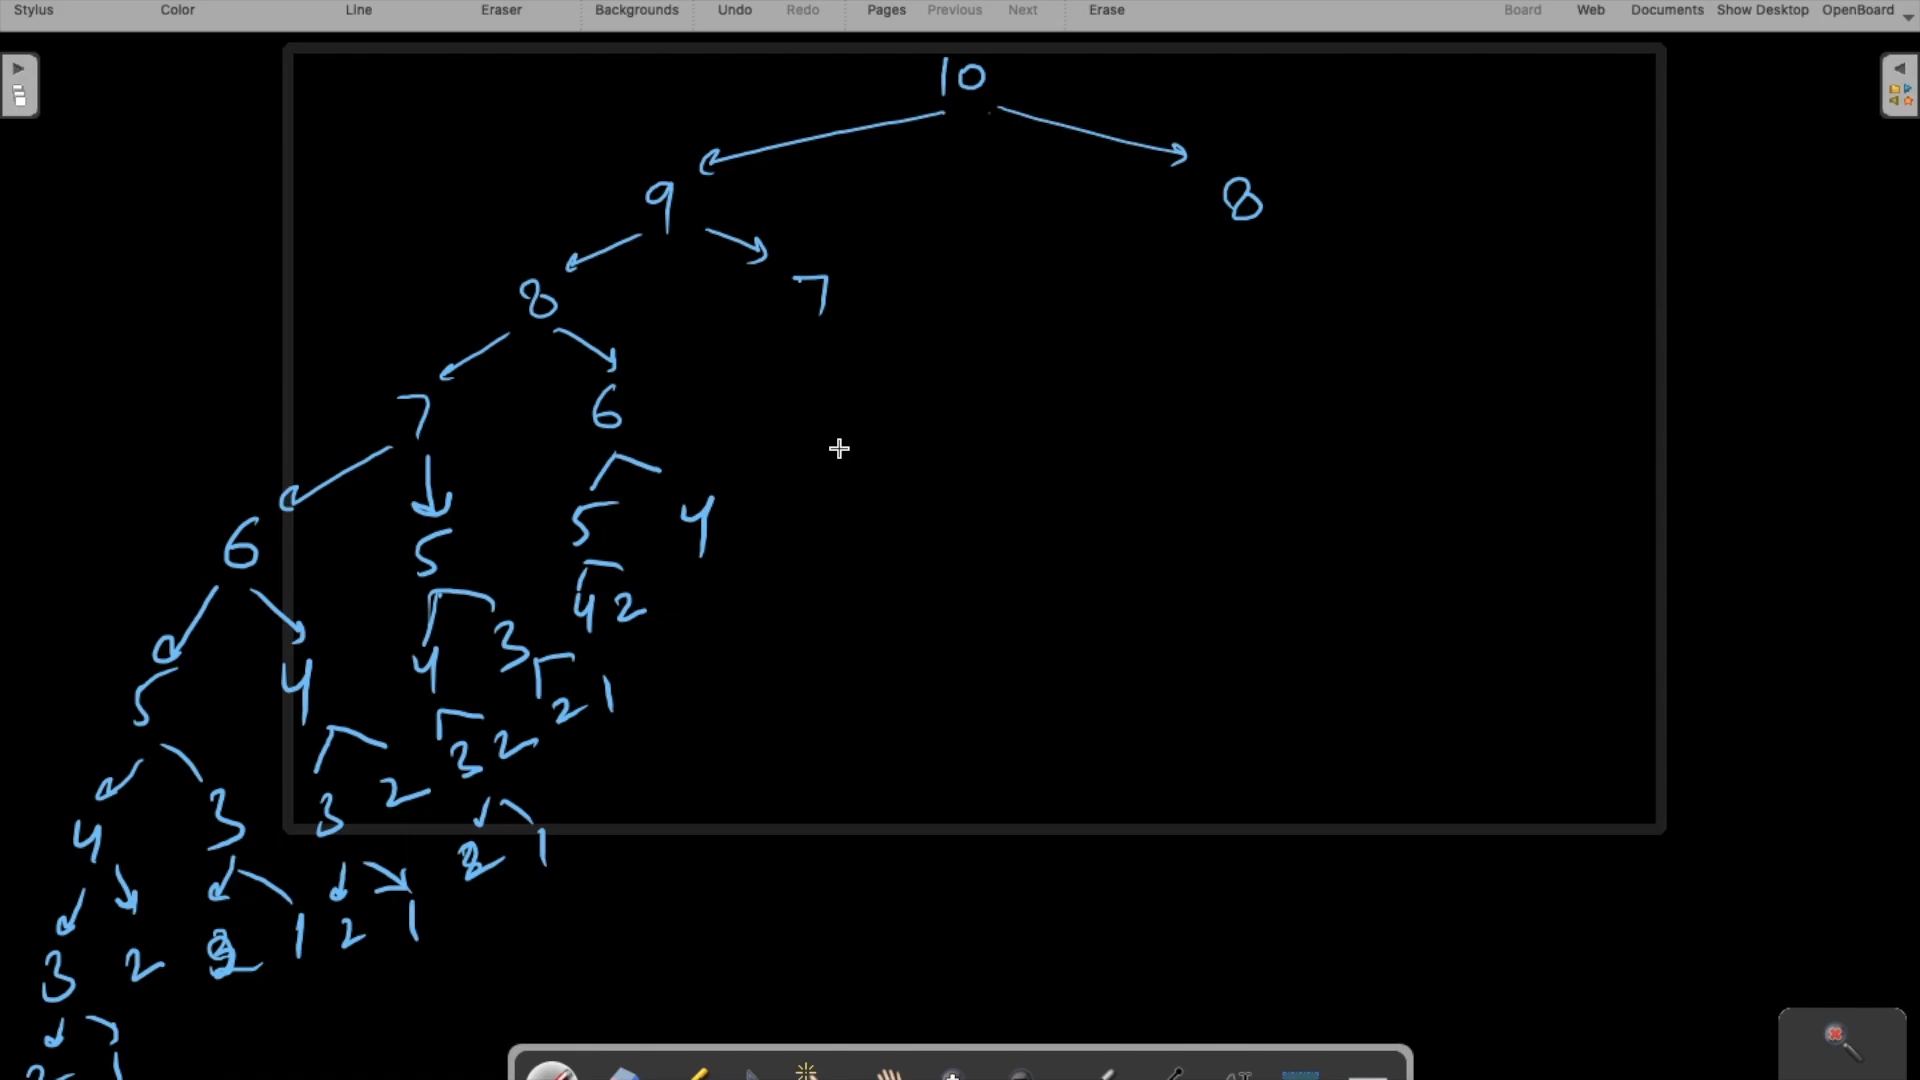 Stylus Color Line Eraser Backgrounds Undo Redo Pages Previous Next Erase Board Web Documents Show Desktop OpenBoard
10
9 8
8 7
7 6
6 5 5 4
4 2
5 4 4 3
2 1
3 2 3 2
4 3
2 1 2 1
3 2 2 1